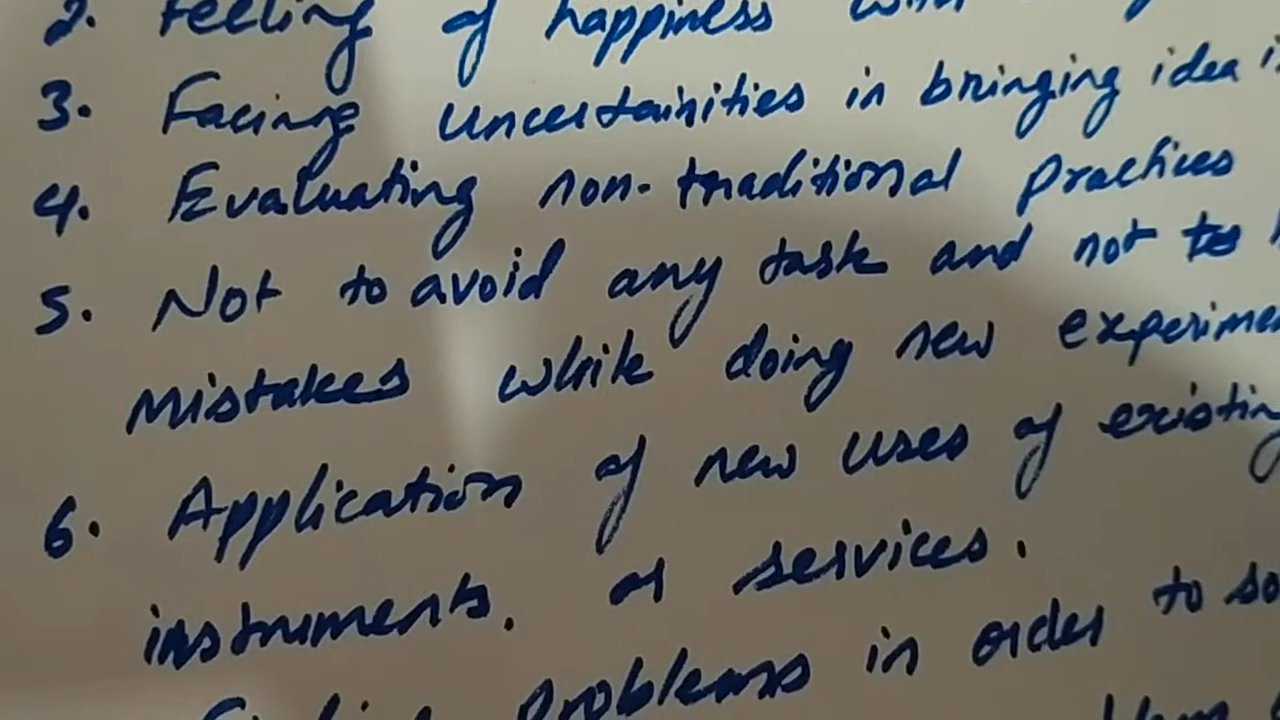 2. Feeling of happiness with
3. Facing uncertainities in bringing idea
4. Evaluating non-traditional practices
5. Not to avoid any task and not to
mistakes while doing new experimen
6. Application of new uses of existing
instruments. or services.
problems in order to so